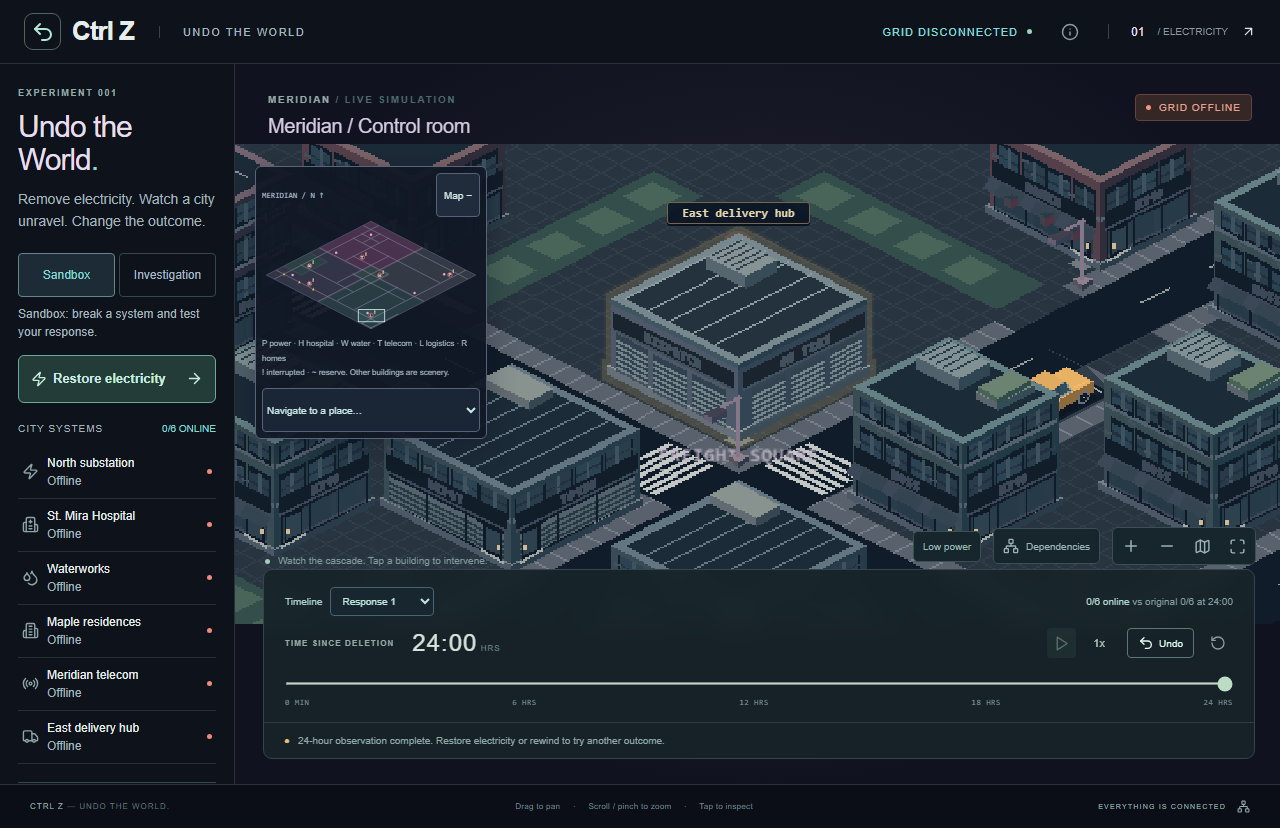 Ctrl Z
UNDO THE WORLD
GRID DISCONNECTED
01 / ELECTRICITY
EXPERIMENT 001
Undo the
World.
Remove electricity. Watch a city
unravel. Change the outcome.
Sandbox
Investigation
Sandbox: break a system and test
your response.
Restore electricity
CITY SYSTEMS
0/6 ONLINE
North substation
Offline
St. Mira Hospital
Offline
Waterworks
Offline
Maple residences
Offline
Meridian telecom
Offline
East delivery hub
Offline
MERIDIAN / LIVE SIMULATION
Meridian / Control room
GRID OFFLINE
MERIDIAN / N ↑
Map −
P power · H hospital · W water · T telecom · L logistics · R
homes
! interrupted · ~ reserve. Other buildings are scenery.
Navigate to a place...
East delivery hub
Low power
Dependencies
Watch the cascade. Tap a building to intervene.
Timeline
Response 1
0/6 online vs original 0/6 at 24:00
TIME SINCE DELETION
24:00 HRS
1x
Undo
0 MIN
6 HRS
12 HRS
18 HRS
24 HRS
24-hour observation complete. Restore electricity or rewind to try another outcome.
CTRL Z — UNDO THE WORLD.
Drag to pan · Scroll / pinch to zoom · Tap to inspect
EVERYTHING IS CONNECTED